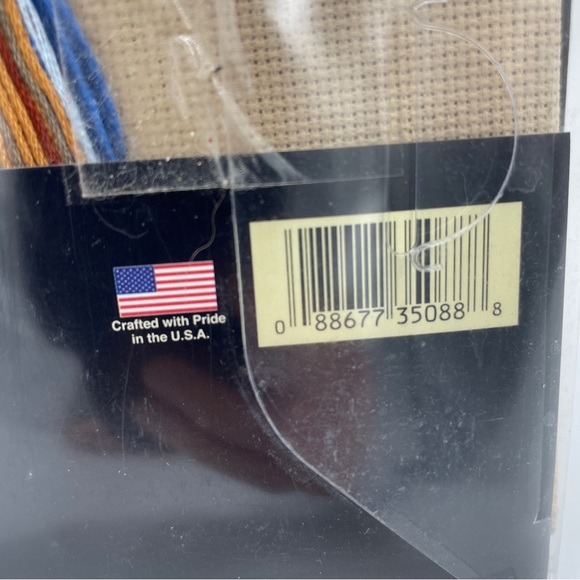 Crafted with Pride
in the U.S.A.
0 88677 35088 8